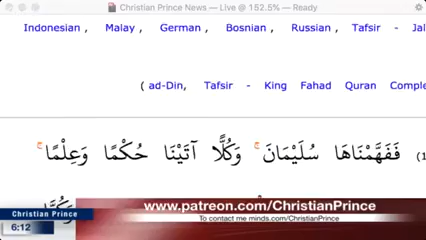 Christian Prince News — Live @ 152.5% — Ready
Indonesian , Malay , German , Bosnian , Russian , Tafsir - Jal
( ad-Din, Tafsir - King Fahad Quran Comple
فَفَهَّمْنَاهَا سُلَيْمَانَ ۚ وَكُلًّا آتَيْنَا حُكْمًا وَعِلْمًا ۚ
www.patreon.com/ChristianPrince
To contact me minds.com/ChristianPrince
Christian Prince
6:12